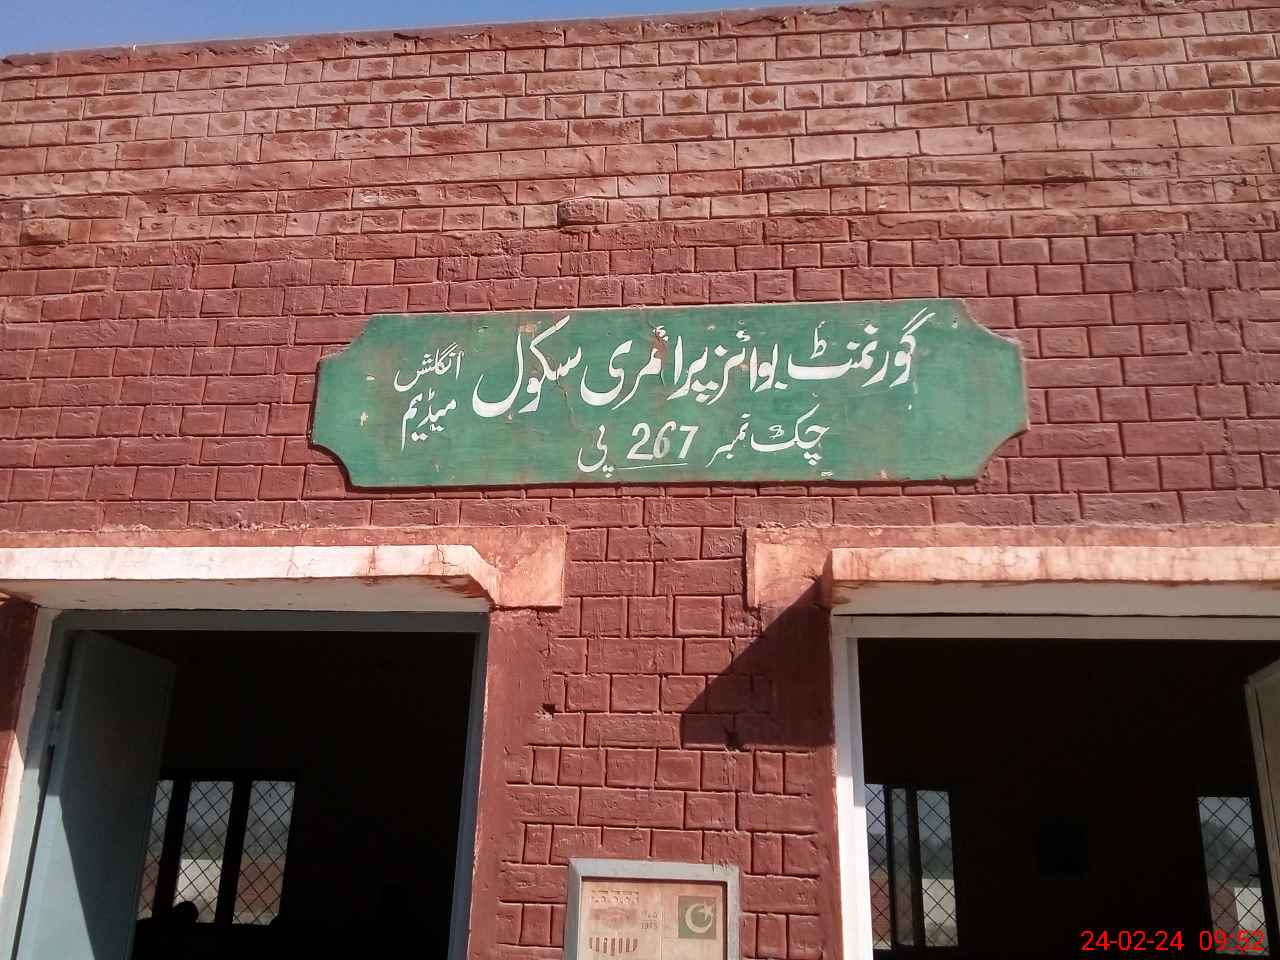 گورنمنٹ بوائز پرائمری سکول
انگلش
میڈیم
چک نمبر 267 پی
24-02-24 09:52